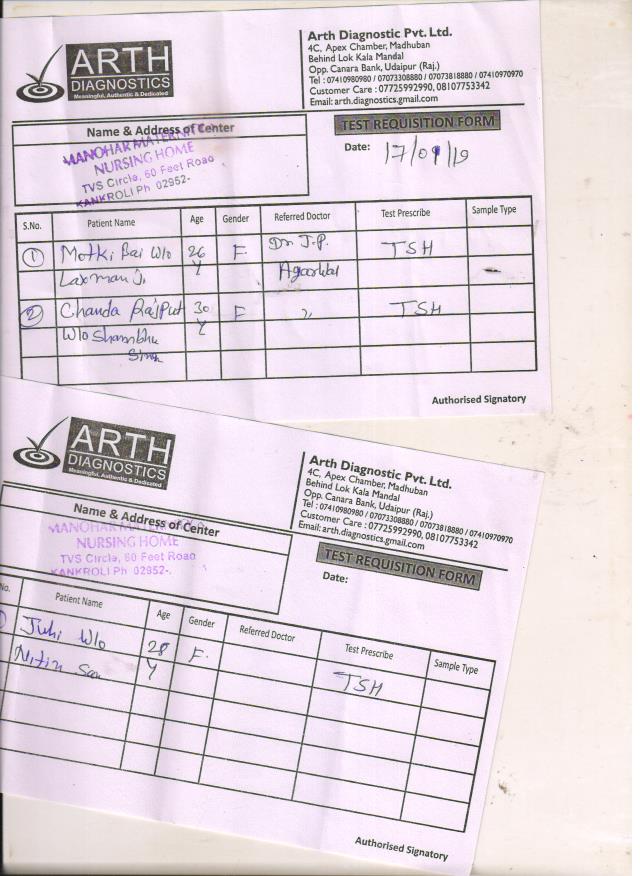 ARTH
DIAGNOSTICS
Meaningful, Authentic & Dedicated
Arth Diagnostic Pvt. Ltd.
4C, Apex Chamber, Madhuban
Behind Lok Kala Mandal
Opp. Canara Bank, Udaipur (Raj.)
Tel : 07410980980 / 07073308880 / 07073818880 / 07410970970
Customer Care : 07725992990, 08107753342
Email: arth.diagnostics.gmail.com
Name & Address of Center
MANOHAR
NURSING HOME
TVS Circle, 60 Feet Road
KANKROLI Ph 02952-
TEST REQUISITION FORM
Date: 17/09/19
S.No. Patient Name Age Gender Referred Doctor Test Prescribe Sample Type
1 Motki Bai W/o 26 F. Dr. J.P. TSH
Laxman Ji Y Agarwal
2 Chanda Rajput 30 F " TSH
W/o Shambhu Y
Authorised Signatory
ARTH
DIAGNOSTICS
Meaningful, Authentic & Dedicated
Arth Diagnostic Pvt. Ltd.
4C, Apex Chamber, Madhuban
Behind Lok Kala Mandal
Opp. Canara Bank, Udaipur (Raj.)
Tel : 07410980980 / 07073308880 / 07073818880 / 07410970970
Customer Care : 07725992990, 08107753342
Email: arth.diagnostics.gmail.com
Name & Address of Center
MANOHAR
NURSING HOME
TVS Circle, 60 Feet Road
KANKROLI Ph 02952-
TEST REQUISITION FORM
Date:
No. Patient Name Age Gender Referred Doctor Test Prescribe Sample Type
Juhi W/o 28 F.
Nitin Y TSH
Authorised Signatory